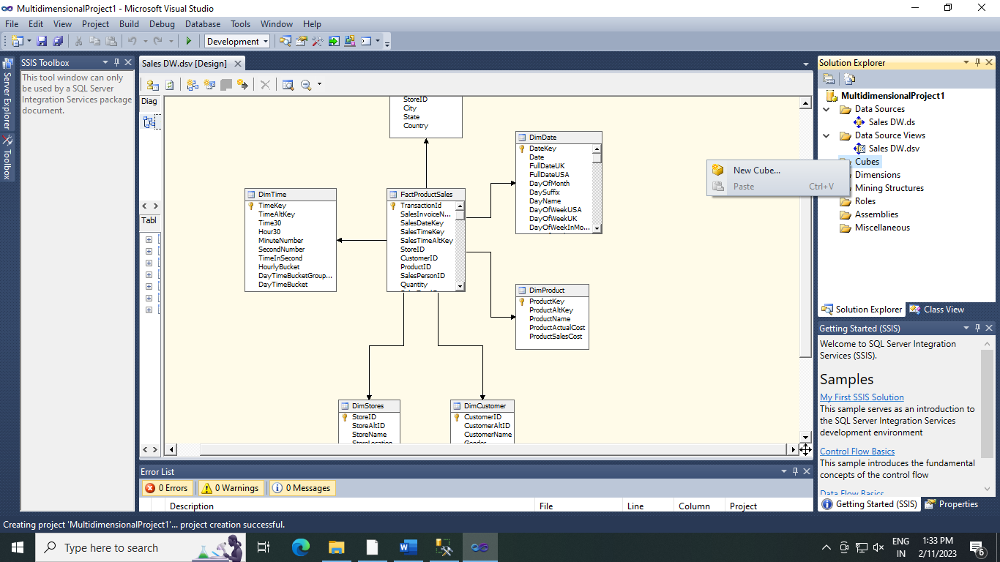 MultidimensionalProject1 - Microsoft Visual Studio
File Edit View Project Build Debug Database Tools Window Help
Development
Server Explorer
Toolbox
SSIS Toolbox
This tool window can only
be used by a SQL Server
Integration Services package
document.
Sales DW.dsv [Design]
Diag
Tabl
StoreID
City
State
Country
DimDate
DateKey
Date
FullDateUK
FullDateUSA
DayOfMonth
DaySuffix
DayName
DayOfWeekUSA
DayOfWeekUK
DayOfWeekInMo...
DimTime
TimeKey
TimeAltKey
Time30
Hour30
MinuteNumber
SecondNumber
TimeInSecond
HourlyBucket
DayTimeBucketGroup...
DayTimeBucket
FactProductSales
TransactionId
SalesInvoiceN...
SalesDateKey
SalesTimeKey
SalesTimeAltKey
StoreID
CustomerID
ProductID
SalesPersonID
Quantity
DimProduct
ProductKey
ProductAltKey
ProductName
ProductActualCost
ProductSalesCost
DimStores
StoreID
StoreAltID
StoreName
StoreLocation
DimCustomer
CustomerID
CustomerAltID
CustomerName
Gender
New Cube...
Paste Ctrl+V
Solution Explorer
MultidimensionalProject1
Data Sources
Sales DW.ds
Data Source Views
Sales DW.dsv
Cubes
Dimensions
Mining Structures
Roles
Assemblies
Miscellaneous
Solution Explorer Class View
Getting Started (SSIS)
Welcome to SQL Server Integration
Services (SSIS).
Samples
My First SSIS Solution
This sample serves as an introduction to
the SQL Server Integration Services
development environment
Control Flow Basics
This sample introduces the fundamental
concepts of the control flow
Data Flow Basics
Getting Started (SSIS) Properties
Error List
0 Errors 0 Warnings 0 Messages
Description File Line Column Project
Creating project 'MultidimensionalProject1'... project creation successful.
Type here to search
ENG
IN
1:33 PM
2/11/2023
6